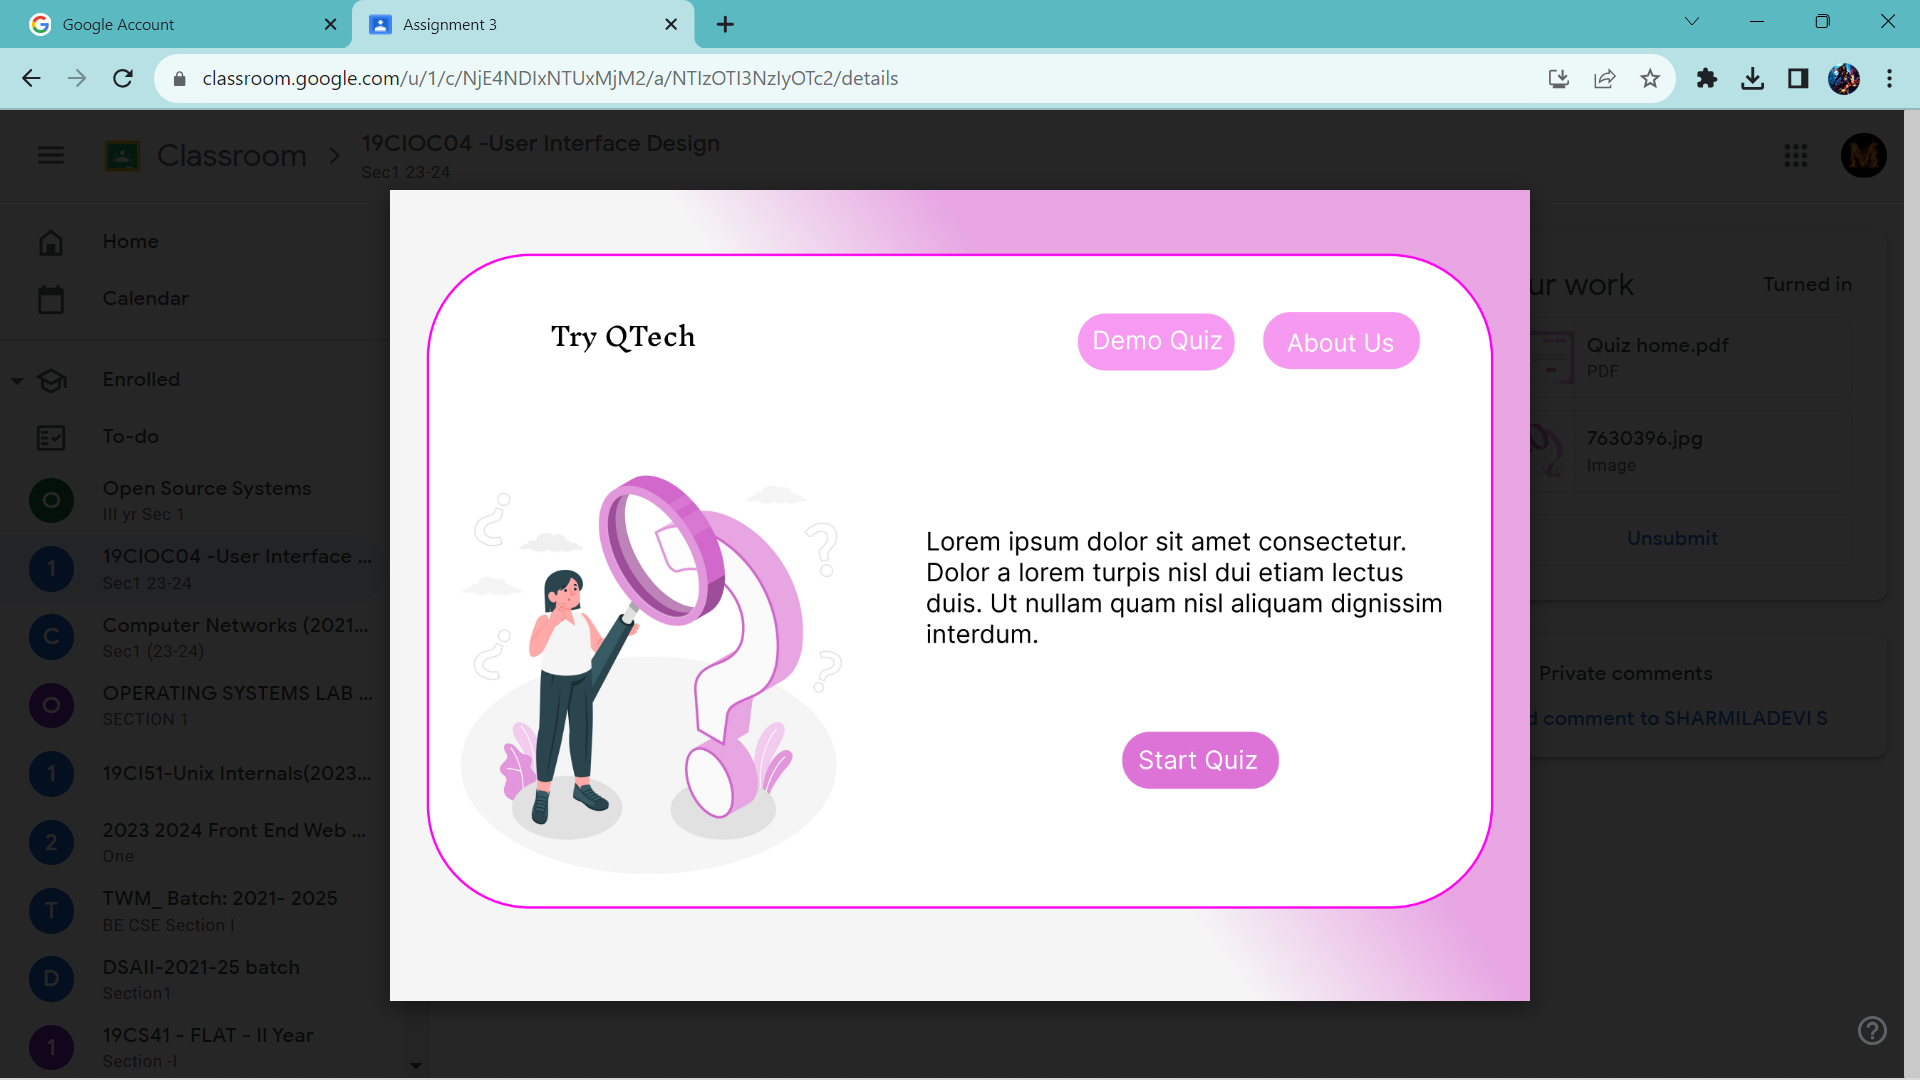 Google Account
Assignment 3
classroom.google.com/u/1/c/NjE4NDIxNTUxMjM2/a/NTIzOTI3NzIyOTc2/details
Classroom
19CIOC04 -User Interface Design
Sec1 23-24
M
Home
Calendar
Enrolled
To-do
O
Open Source Systems
III yr Sec 1
1
19CIOC04 -User Interface ...
Sec1 23-24
C
Computer Networks (2021...
Sec1 (23-24)
O
OPERATING SYSTEMS LAB ...
SECTION 1
1
19CI51-Unix Internals(2023...
2
2023 2024 Front End Web ...
One
T
TWM_ Batch: 2021- 2025
BE CSE Section I
D
DSAII-2021-25 batch
Section1
1
19CS41 - FLAT - II Year
Section -I
Try QTech
Demo Quiz
About Us
Lorem ipsum dolor sit amet consectetur.
Dolor a lorem turpis nisl dui etiam lectus
duis. Ut nullam quam nisl aliquam dignissim
interdum.
Start Quiz
ur work
Turned in
Quiz home.pdf
PDF
7630396.jpg
Image
Unsubmit
Private comments
d comment to SHARMILADEVI S